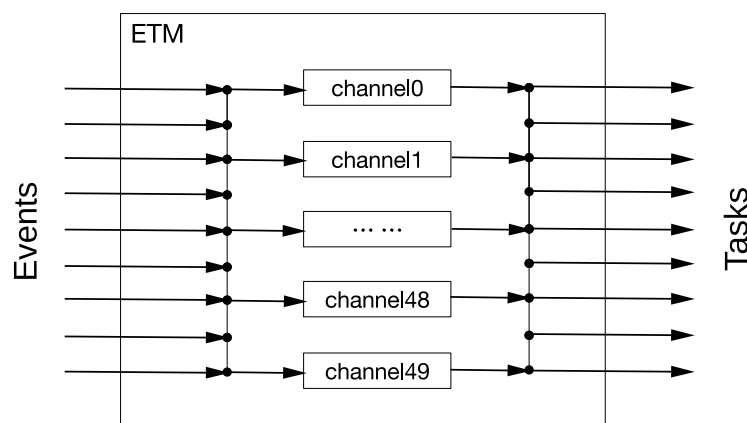 ETM
Events
channel0
channel1
... ...
channel48
channel49
Tasks